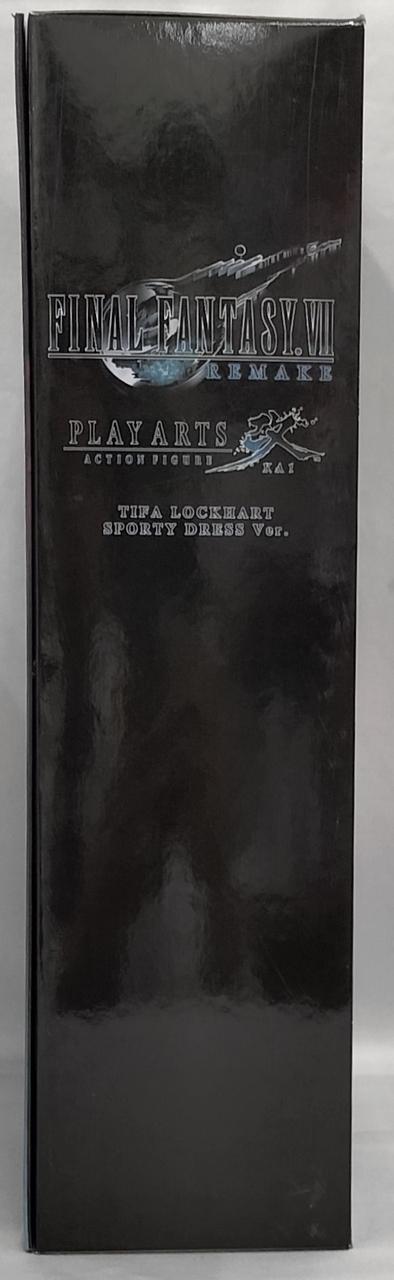 FINAL FANTASY. VII
REMAKE
PLAY ARTS 改
ACTION FIGURE KAI
TIFA LOCKHART
SPORTY DRESS Ver.